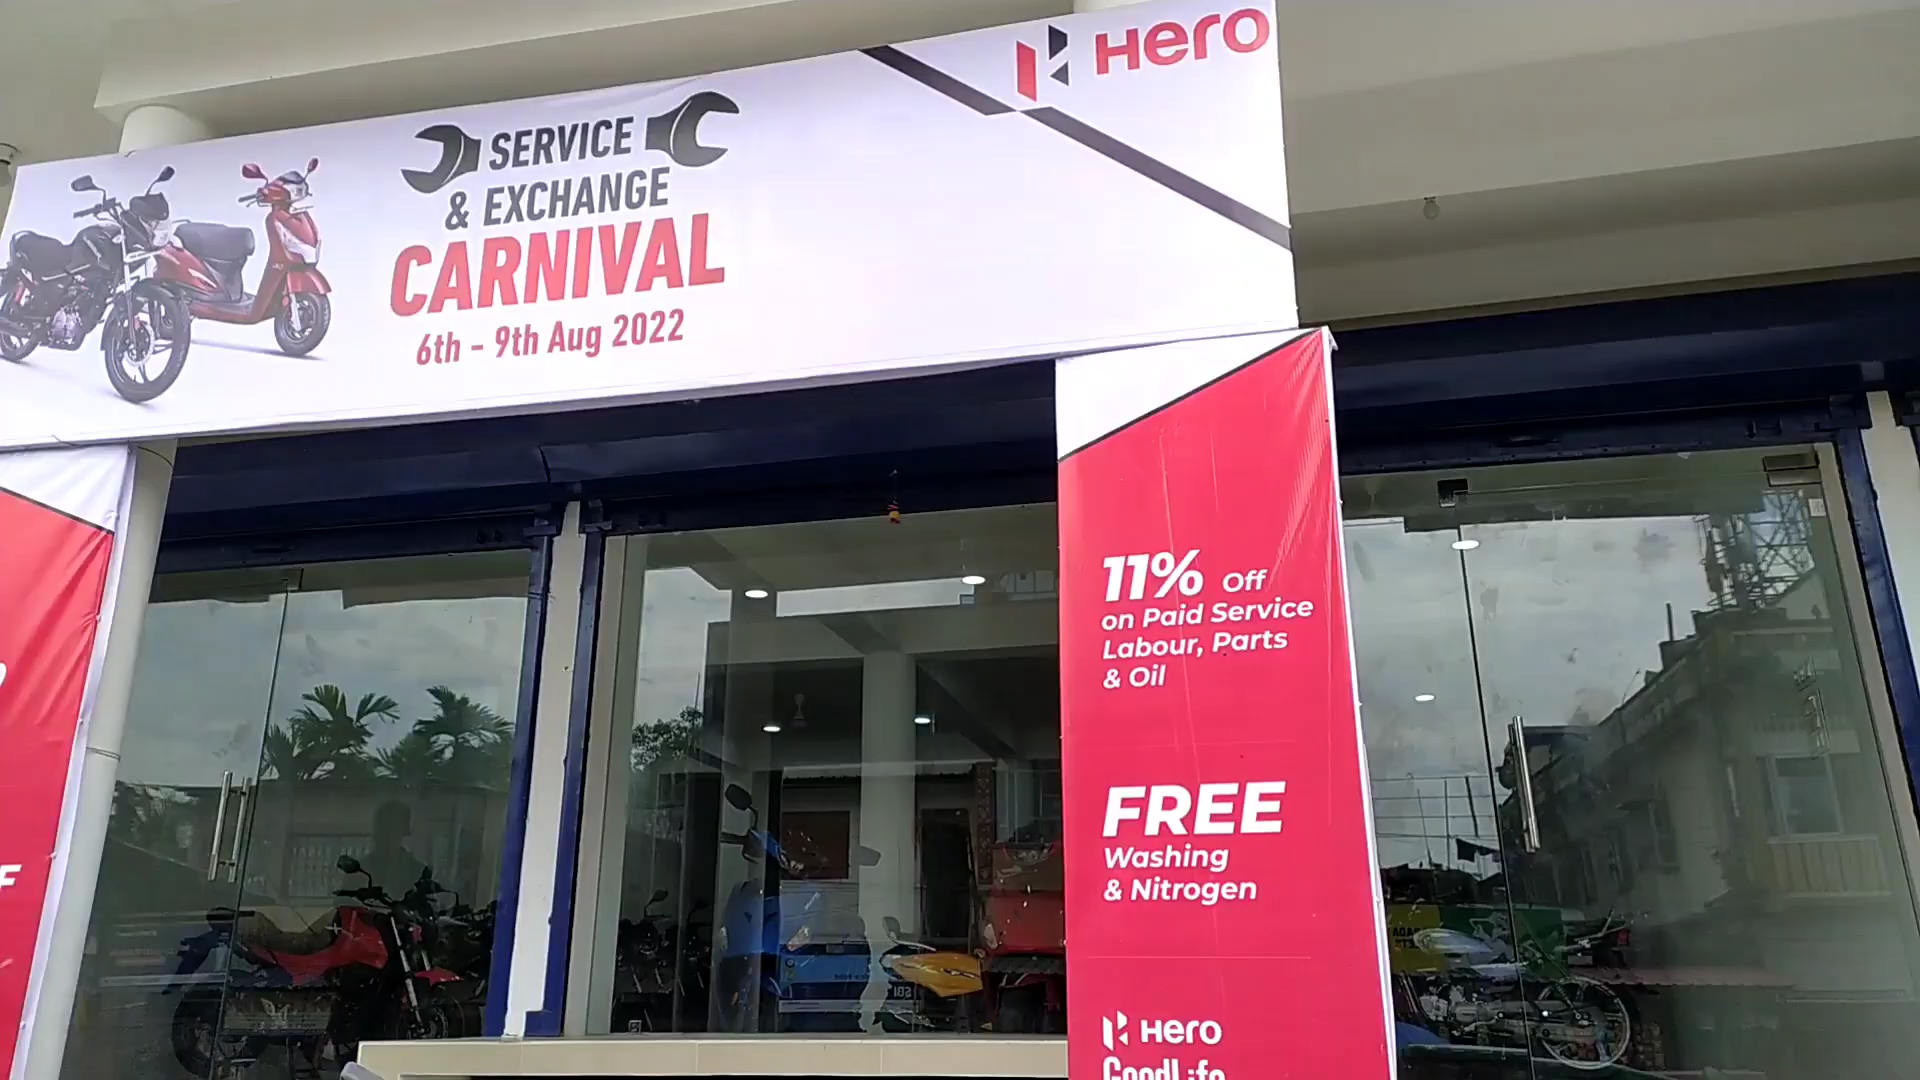 Hero
SERVICE
& EXCHANGE
CARNIVAL
6th - 9th Aug 2022
11% Off
on Paid Service
Labour, Parts
& Oil
FREE
Washing
& Nitrogen
Hero
GoodLife